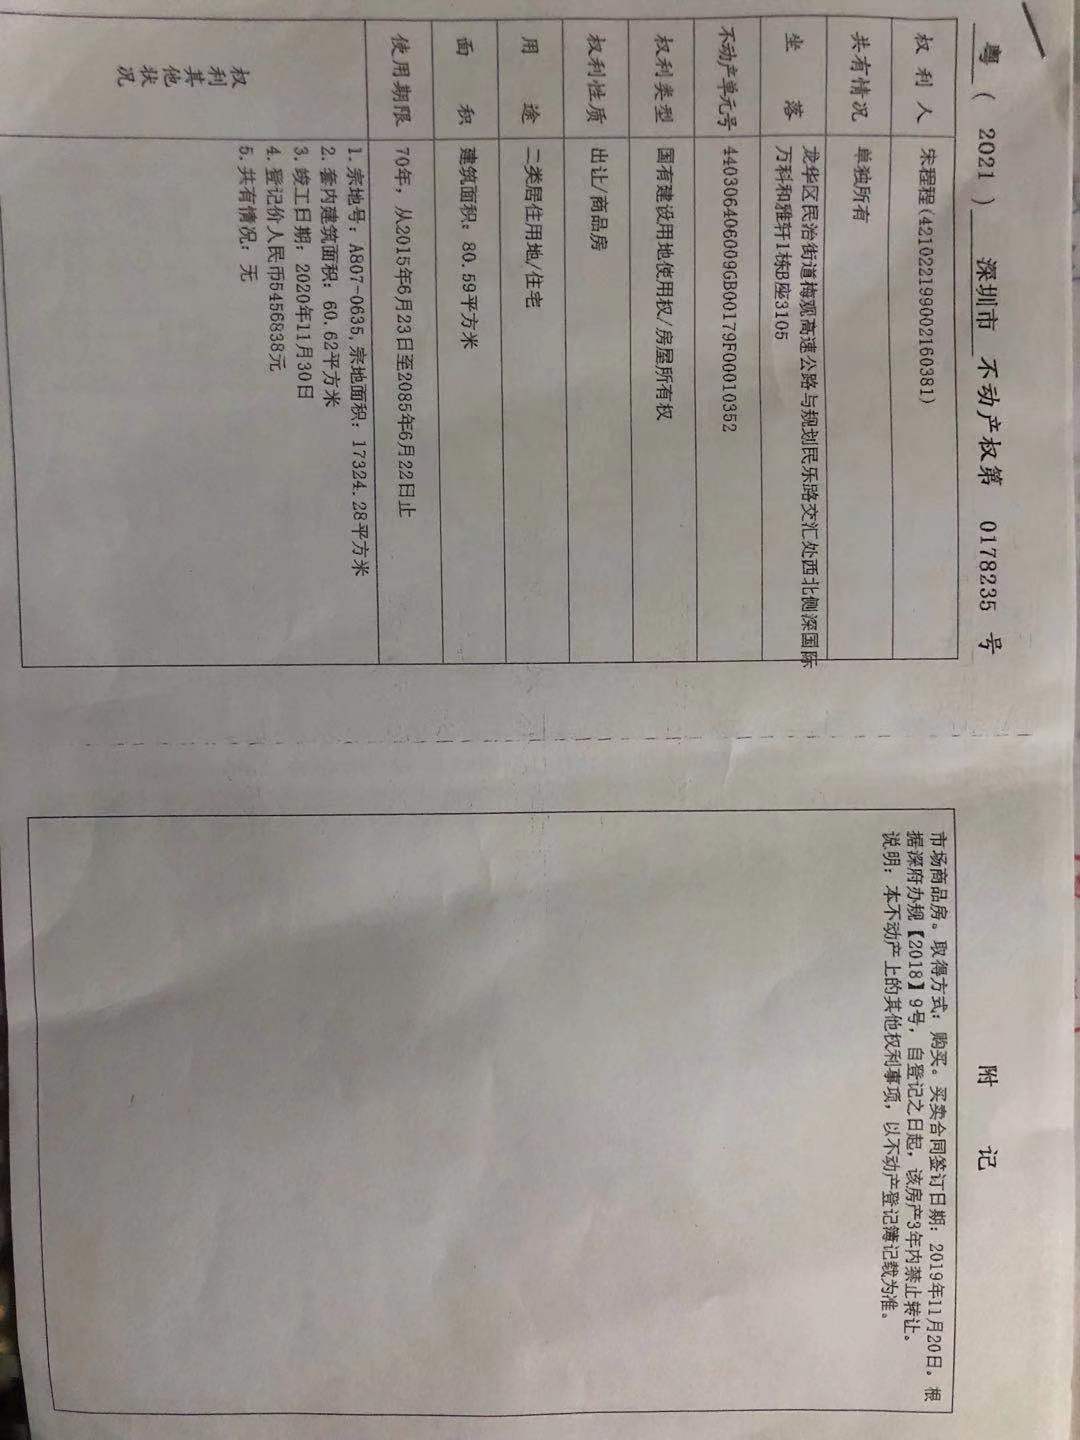 粤（2021）深圳市不动产权第 0178235 号
权利人 宋程程(421022199002160381)
共有情况 单独所有
坐落 龙华区民治街道梅观高速公路与规划民乐路交汇处西北侧深国际
万科和雅轩1栋B座3105
不动产单元号 440306406009GB00179F00010352
权利类型 国有建设用地使用权/房屋所有权
权利性质 出让/商品房
用途 二类居住用地/住宅
面积 建筑面积：80.59平方米
使用期限 70年，从2015年6月23日至2085年6月22日止
权利其他状况
1.宗地号：A807-0635,宗地面积：17324.28平方米
2.套内建筑面积：60.62平方米
3.竣工日期：2020年11月30日
4.登记价人民币5456838元
5.共有情况：无
附记
市场商品房。取得方式：购买。买卖合同签订日期：2019年11月20日。根
据深府办规【2018】9号，自登记之日起，该房产3年内禁止转让。
说明：本不动产上的其他权利事项，以不动产登记簿记载为准。